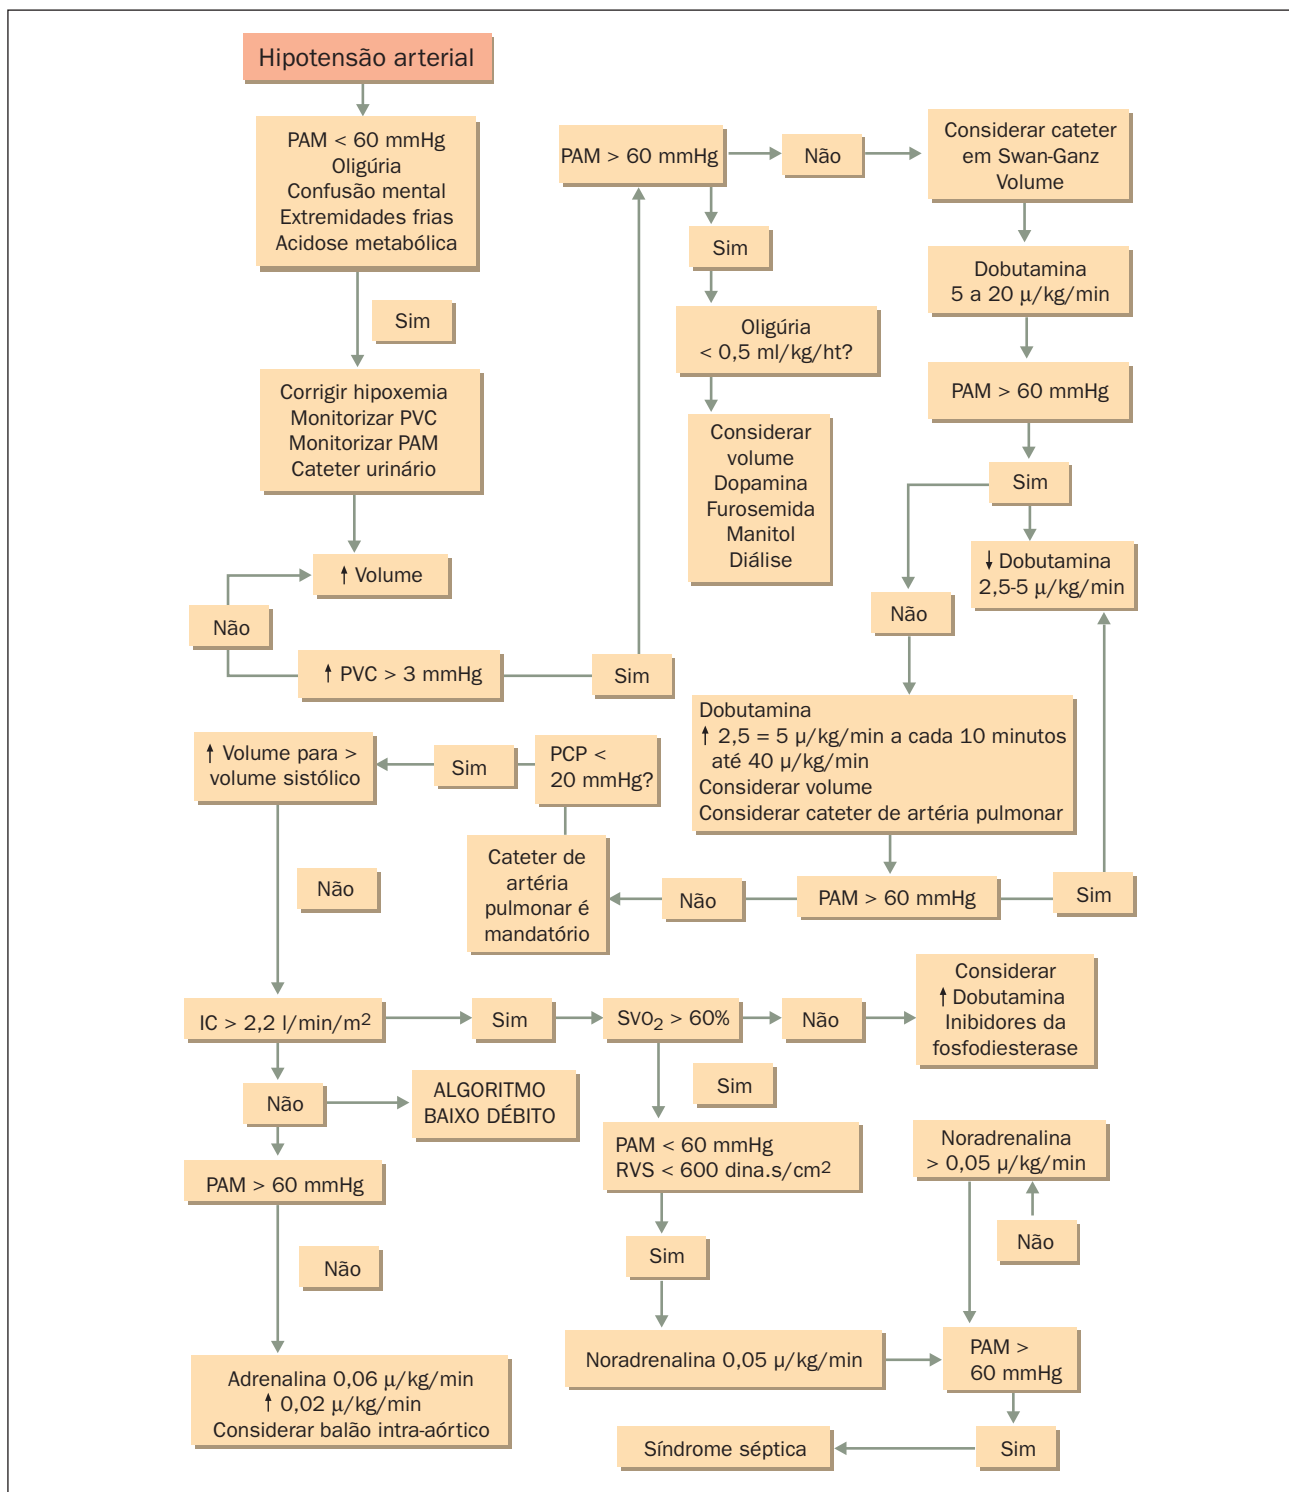 Hipotensão arterial
PAM < 60 mmHg
Oligúria
Confusão mental
Extremidades frias
Acidose metabólica
Sim
Corrigir hipoxemia
Monitorizar PVC
Monitorizar PAM
Cateter urinário
↑ Volume
Não
↑ PVC > 3 mmHg
Sim
PAM > 60 mmHg
Não
Considerar cateter
em Swan-Ganz
Volume
Sim
Oligúria
< 0,5 ml/kg/ht?
Considerar
volume
Dopamina
Furosemida
Manitol
Diálise
Dobutamina
5 a 20 μ/kg/min
PAM > 60 mmHg
Sim
↓ Dobutamina
2,5-5 μ/kg/min
Não
Dobutamina
↑ 2,5 = 5 μ/kg/min a cada 10 minutos
até 40 μ/kg/min
Considerar volume
Considerar cateter de artéria pulmonar
PAM > 60 mmHg
Sim
Não
Cateter de
artéria
pulmonar é
mandatório
PCP <
20 mmHg?
Sim
↑ Volume para >
volume sistólico
Não
IC > 2,2 l/min/m²
Sim
SVO₂ > 60%
Não
Considerar
↑ Dobutamina
Inibidores da
fosfodiesterase
Não
ALGORITMO
BAIXO DÉBITO
PAM > 60 mmHg
Não
Adrenalina 0,06 μ/kg/min
↑ 0,02 μ/kg/min
Considerar balão intra-aórtico
Sim
PAM < 60 mmHg
RVS < 600 dina.s/cm²
Sim
Noradrenalina 0,05 μ/kg/min
Noradrenalina
> 0,05 μ/kg/min
Não
PAM >
60 mmHg
Sim
Síndrome séptica